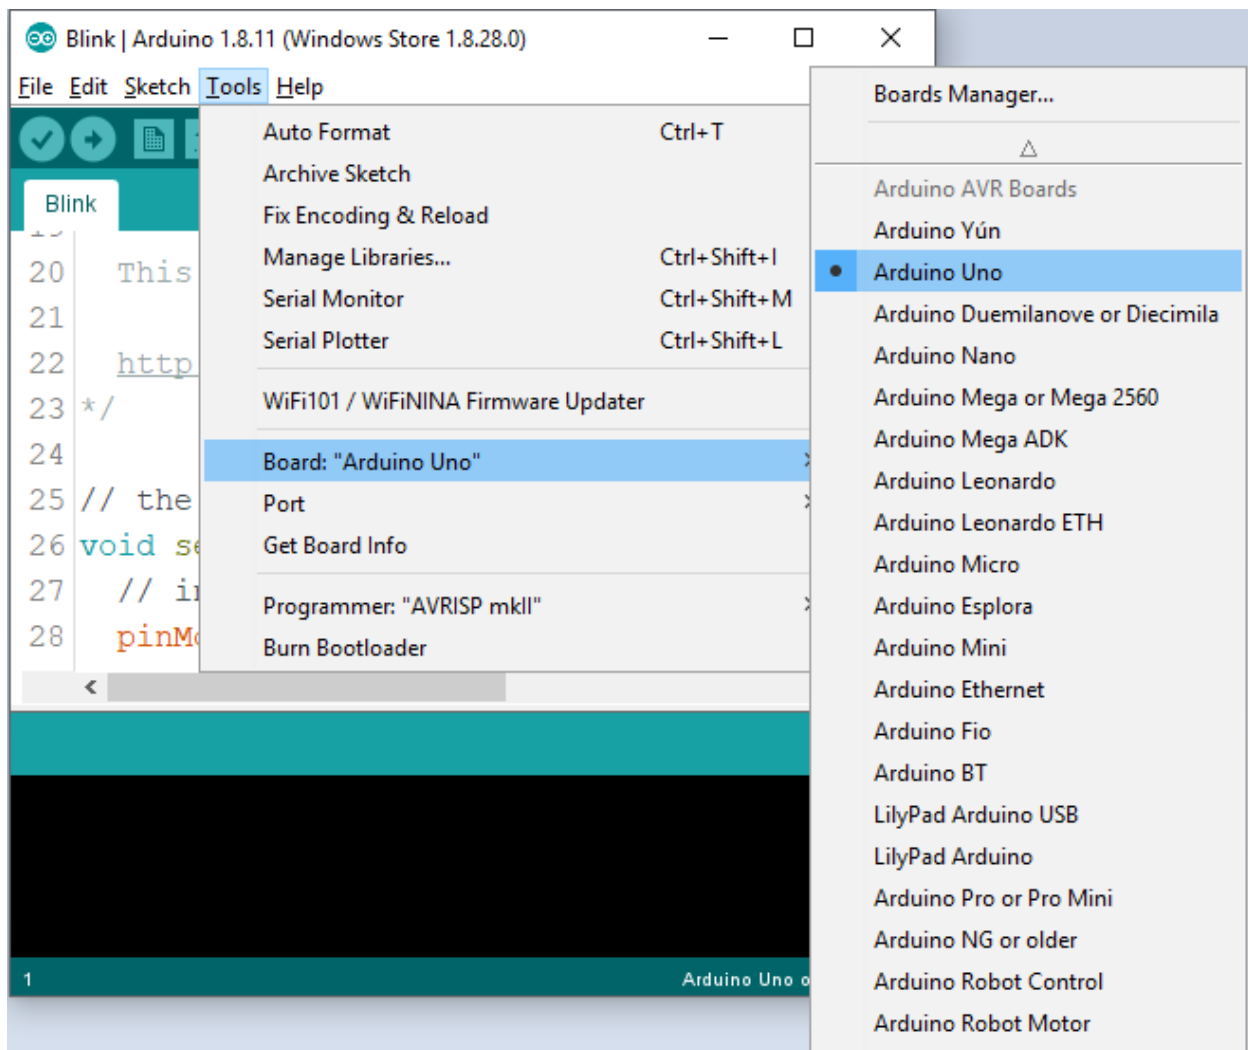 Blink | Arduino 1.8.11 (Windows Store 1.8.28.0)
File Edit Sketch Tools Help
Blink
20 This
21
22 http
23 */
24
25 // the
26 void se
27 // in
28 pinMo
Auto Format Ctrl+T
Archive Sketch
Fix Encoding & Reload
Manage Libraries... Ctrl+Shift+I
Serial Monitor Ctrl+Shift+M
Serial Plotter Ctrl+Shift+L
WiFi101 / WiFiNINA Firmware Updater
Board: "Arduino Uno"
Port
Get Board Info
Programmer: "AVRISP mkII"
Burn Bootloader
Boards Manager...
Arduino AVR Boards
Arduino Yún
Arduino Uno
Arduino Duemilanove or Diecimila
Arduino Nano
Arduino Mega or Mega 2560
Arduino Mega ADK
Arduino Leonardo
Arduino Leonardo ETH
Arduino Micro
Arduino Esplora
Arduino Mini
Arduino Ethernet
Arduino Fio
Arduino BT
LilyPad Arduino USB
LilyPad Arduino
Arduino Pro or Pro Mini
Arduino NG or older
Arduino Robot Control
Arduino Robot Motor
1 Arduino Uno o